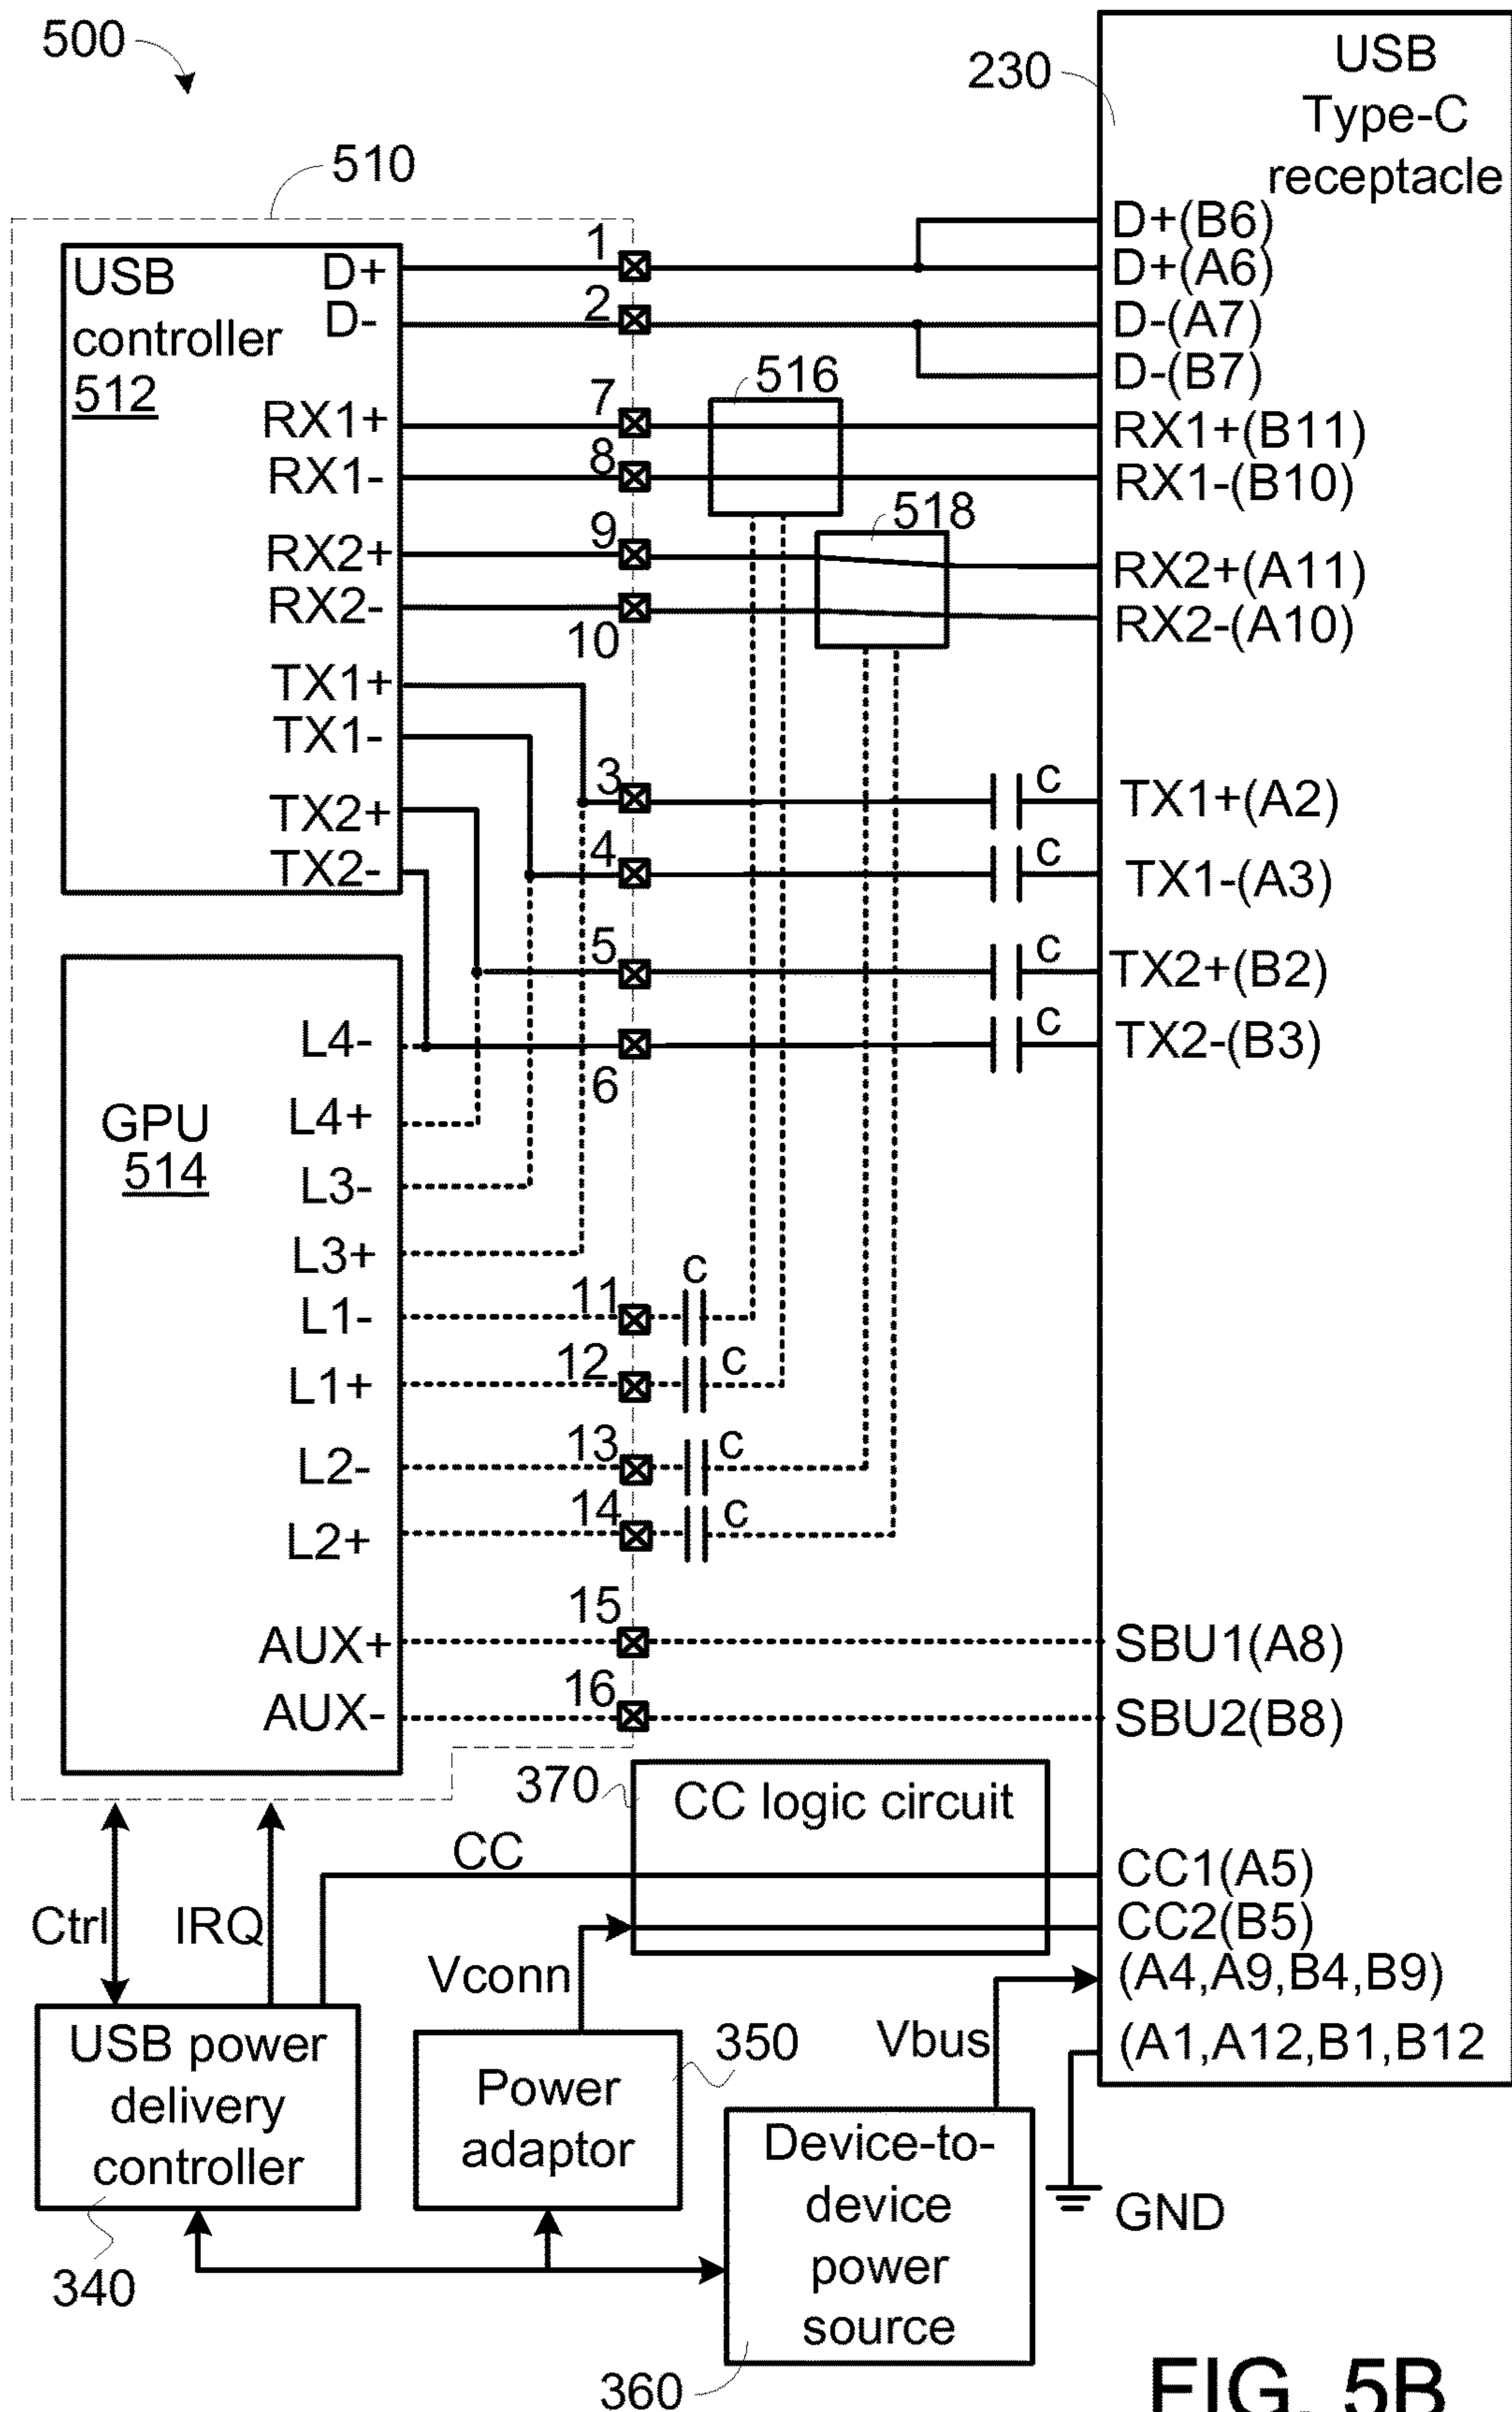 500
230
USB
Type-C
receptacle
510
USB
controller
512
D+
D-
RX1+
RX1-
RX2+
RX2-
TX1+
TX1-
TX2+
TX2-
1
2
7
8
9
10
3
4
5
6
516
518
D+(B6)
D+(A6)
D-(A7)
D-(B7)
RX1+(B11)
RX1-(B10)
RX2+(A11)
RX2-(A10)
c
TX1+(A2)
c
TX1-(A3)
c
TX2+(B2)
c
TX2-(B3)
GPU
514
L4-
L4+
L3-
L3+
L1-
L1+
L2-
L2+
AUX+
AUX-
11
c
12
c
13
c
14
c
15
16
SBU1(A8)
SBU2(B8)
370
CC logic circuit
CC
CC1(A5)
CC2(B5)
(A4,A9,B4,B9)
(A1,A12,B1,B12
Ctrl
IRQ
Vconn
Vbus
USB power
delivery
controller
340
Power
adaptor
350
Device-to-
device
power
source
360
GND
FIG. 5B